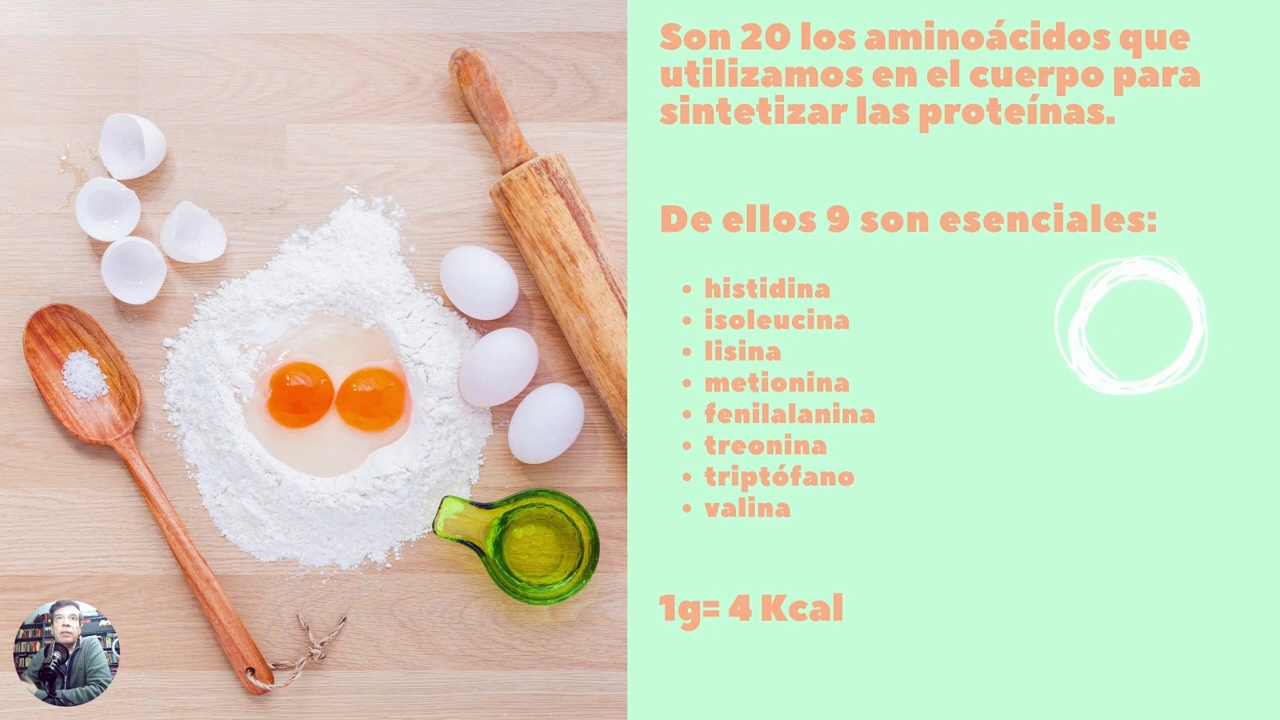 Son 20 los aminoácidos que
utilizamos en el cuerpo para
sintetizar las proteínas.
De ellos 9 son esenciales:
• histidina
• isoleucina
• lisina
• metionina
• fenilalanina
• treonina
• triptófano
• valina
1g= 4 Kcal